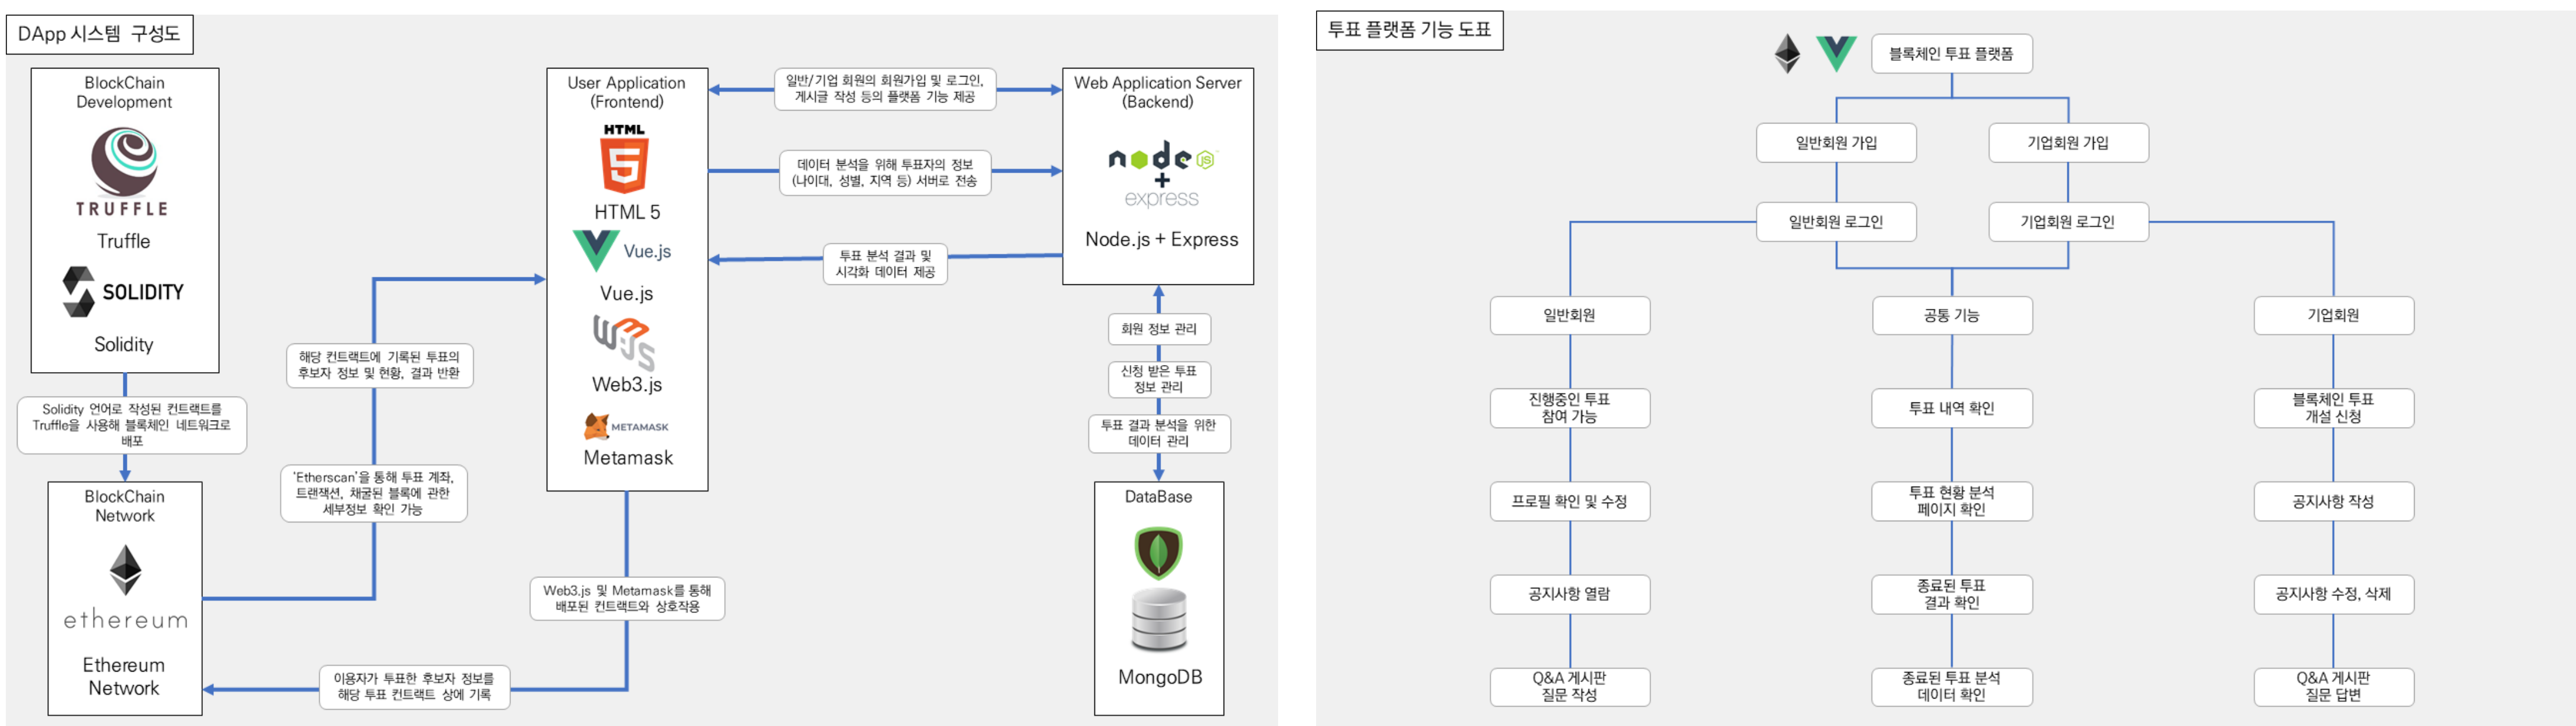 DApp 시스템 구성도
BlockChain
Development
TRUFFLE
Truffle
SOLIDITY
Solidity
Solidity 언어로 작성된 컨트랙트를
Truffle을 사용해 블록체인 네트워크로
배포
BlockChain
Network
ethereum
Ethereum
Network
해당 컨트랙트에 기록된 투표의
후보자 정보 및 현황, 결과 반환
'Etherscan'을 통해 투표 계좌,
트랜잭션, 채굴된 블록에 관한
세부정보 확인 가능
이용자가 투표한 후보자 정보를
해당 투표 컨트랙트 상에 기록
User Application
(Frontend)
HTML
5
HTML 5
Vue.js
Vue.js
W3JS
Web3.js
METAMASK
Metamask
Web3.js 및 Metamask를 통해
배포된 컨트랙트와 상호작용
일반/기업 회원의 회원가입 및 로그인,
게시글 작성 등의 플랫폼 기능 제공
데이터 분석을 위해 투표자의 정보
(나이대, 성별, 지역 등) 서버로 전송
투표 분석 결과 및
시각화 데이터 제공
Web Application Server
(Backend)
node JS
+
express
Node.js + Express
회원 정보 관리
신청 받은 투표
정보 관리
투표 결과 분석을 위한
데이터 관리
DataBase
MongoDB
투표 플랫폼 기능 도표
블록체인 투표 플랫폼
일반회원 가입
기업회원 가입
일반회원 로그인
기업회원 로그인
일반회원
공통 기능
기업회원
진행중인 투표
참여 가능
투표 내역 확인
블록체인 투표
개설 신청
프로필 확인 및 수정
투표 현황 분석
페이지 확인
공지사항 작성
공지사항 열람
종료된 투표
결과 확인
공지사항 수정, 삭제
Q&A 게시판
질문 작성
종료된 투표 분석
데이터 확인
Q&A 게시판
질문 답변